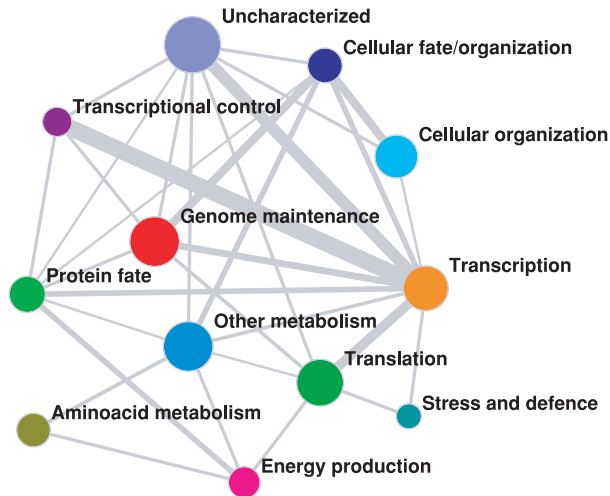 Uncharacterized
Cellular fate/organization
Transcriptional control
Cellular organization
Genome maintenance
Transcription
Protein fate
Other metabolism
Translation
Aminoacid metabolism
Stress and defence
Energy production